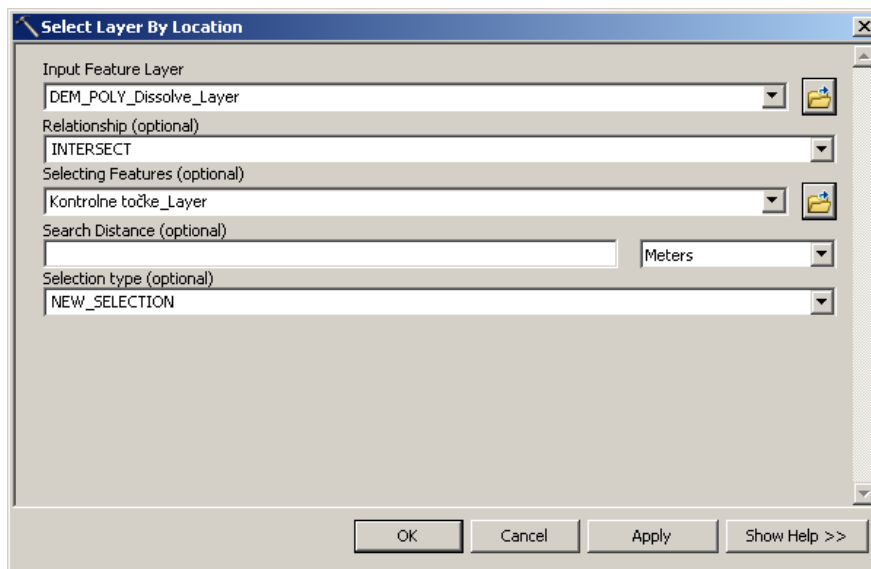 Select Layer By Location
Input Feature Layer
DEM_POLY_Dissolve_Layer
Relationship (optional)
INTERSECT
Selecting Features (optional)
Kontrolne točke_Layer
Search Distance (optional)
Meters
Selection type (optional)
NEW_SELECTION
OK Cancel Apply Show Help >>